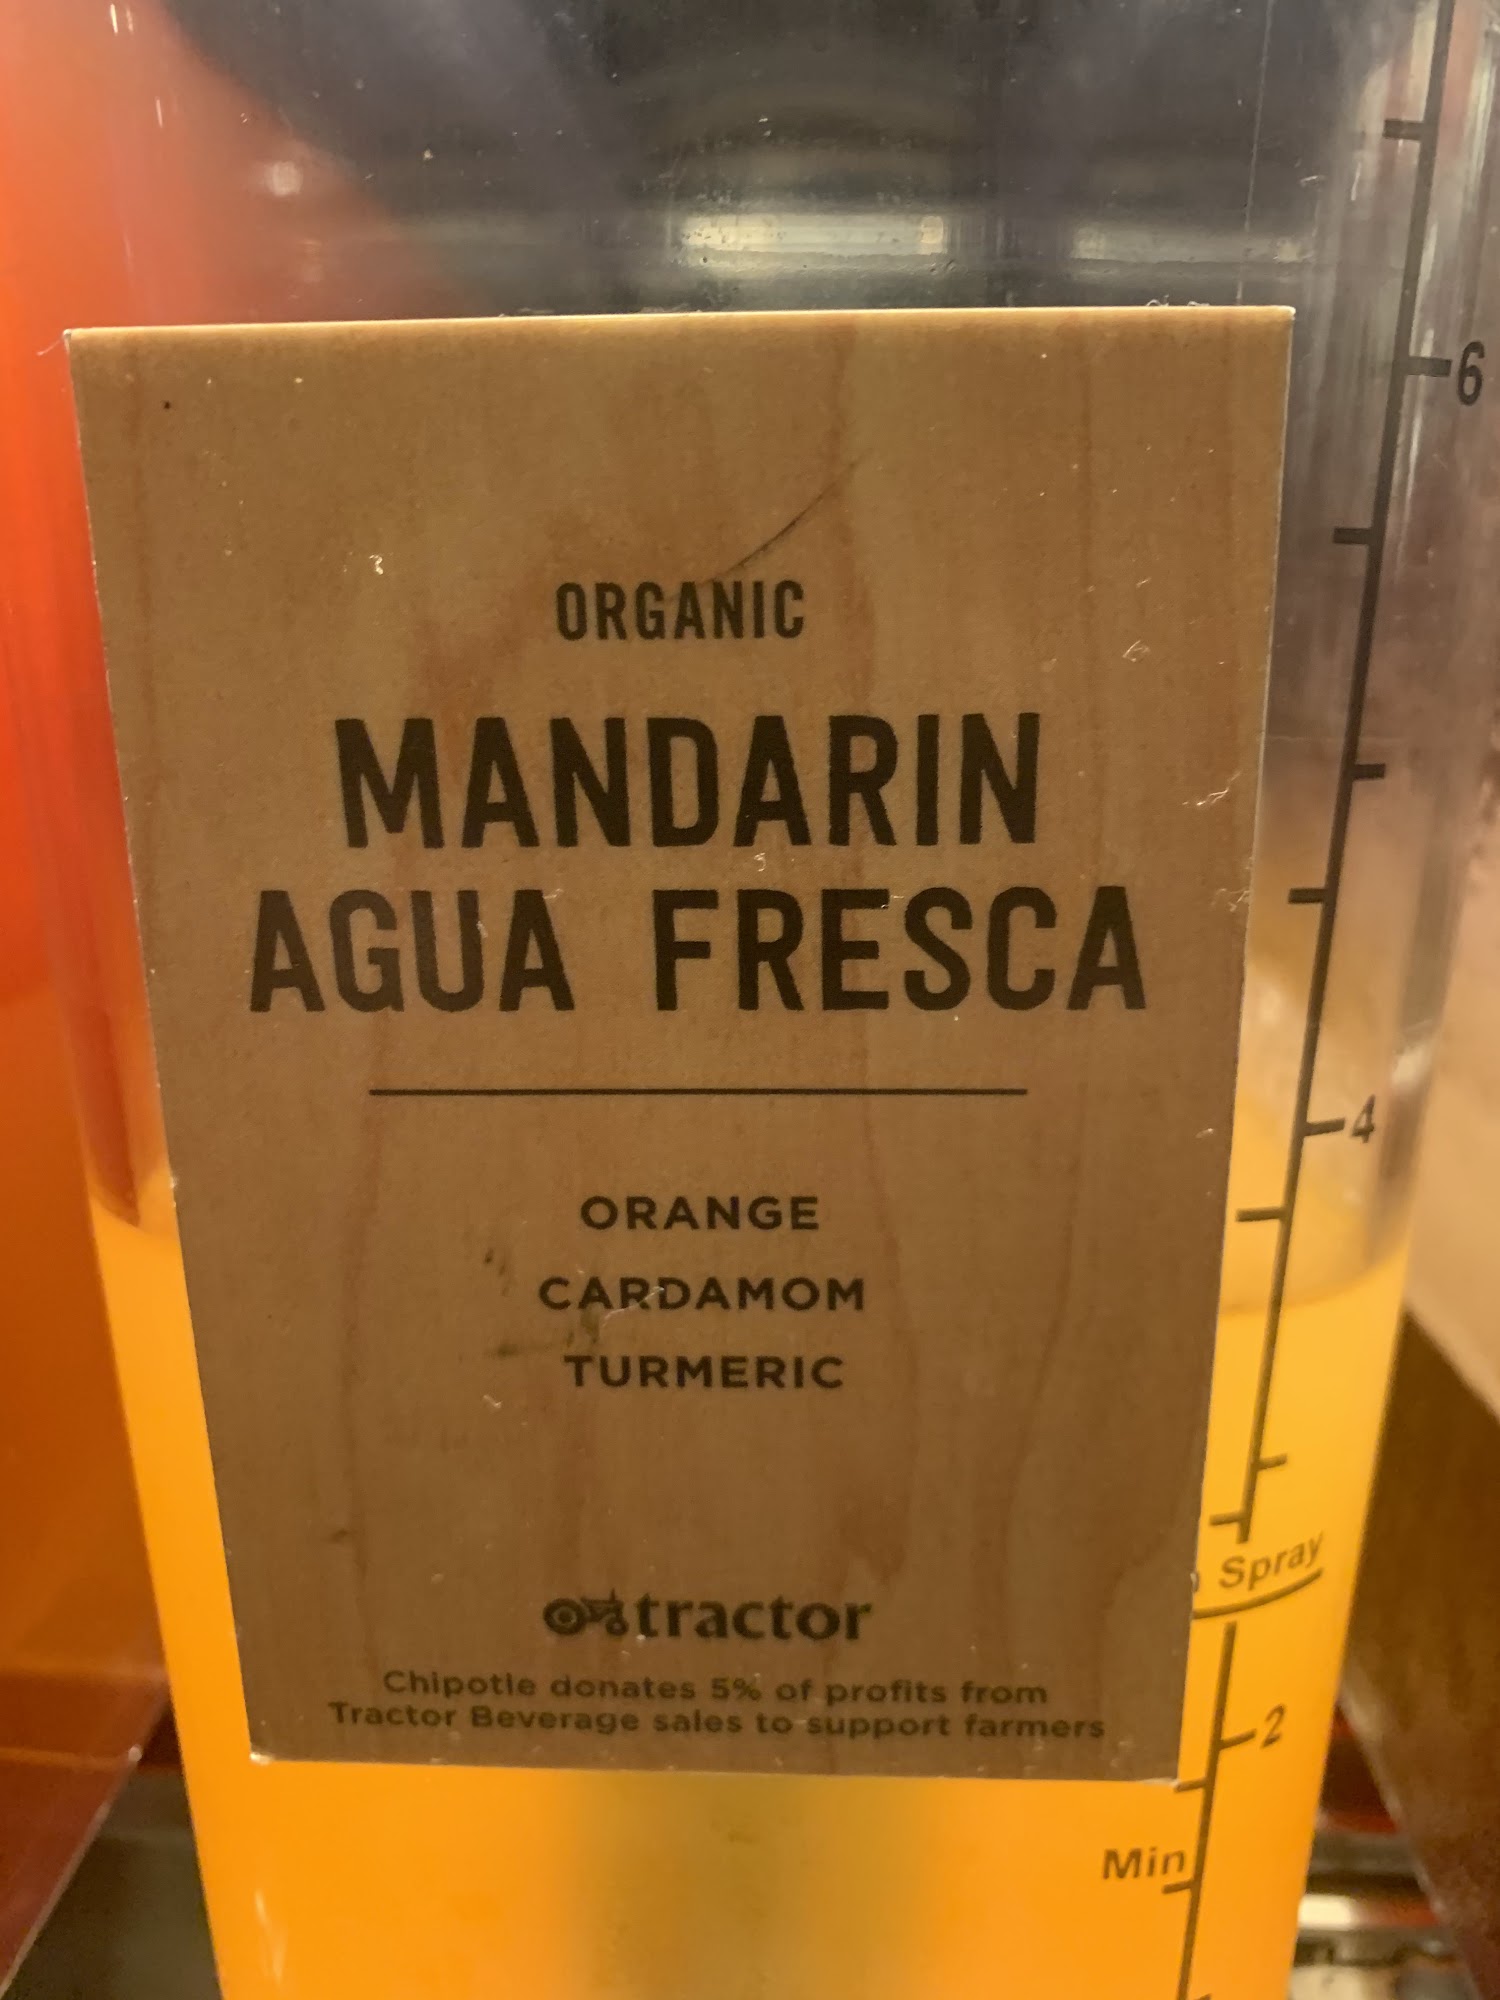 ORGANIC
MANDARIN
AGUA FRESCA
ORANGE
CARDAMOM
TURMERIC
tractor
Chipotle donates 5% of profits from
Tractor Beverage sales to support farmers
6
4
Spray
2
Min